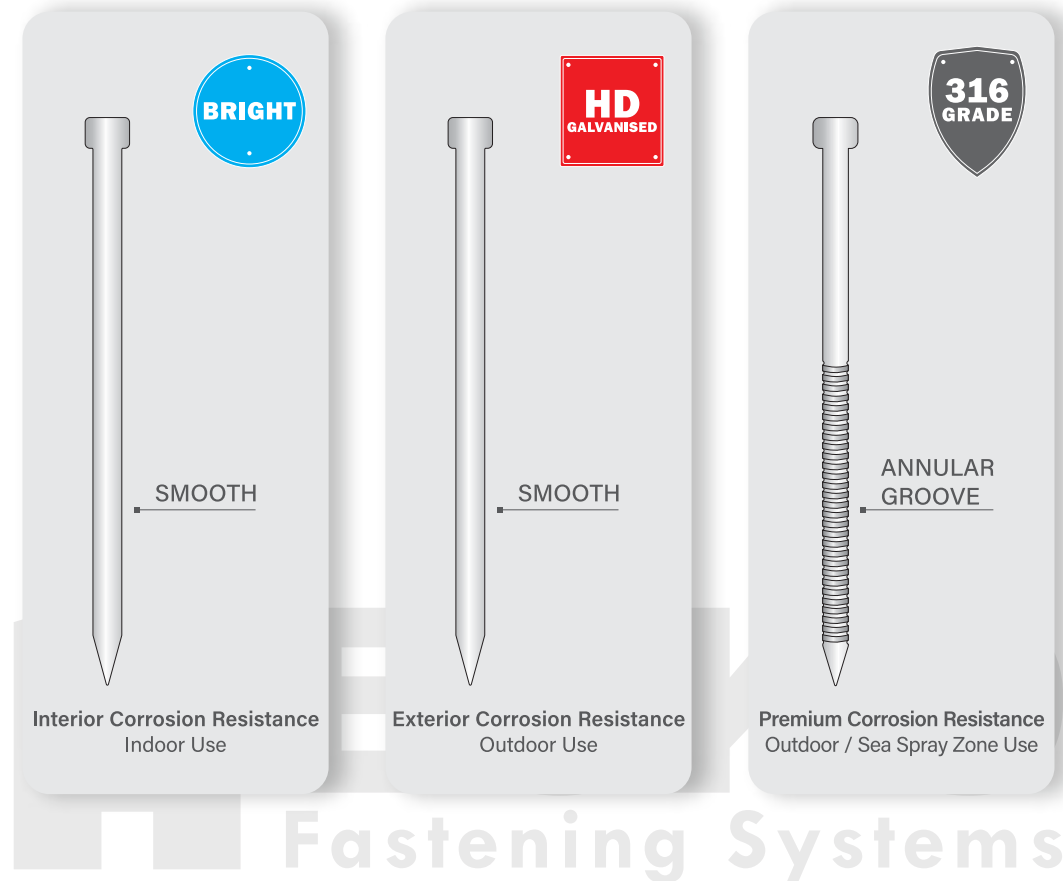 BRIGHT
SMOOTH
Interior Corrosion Resistance
Indoor Use
HD
GALVANISED
SMOOTH
Exterior Corrosion Resistance
Outdoor Use
316
GRADE
ANNULAR
GROOVE
Premium Corrosion Resistance
Outdoor / Sea Spray Zone Use
Fastening Systems